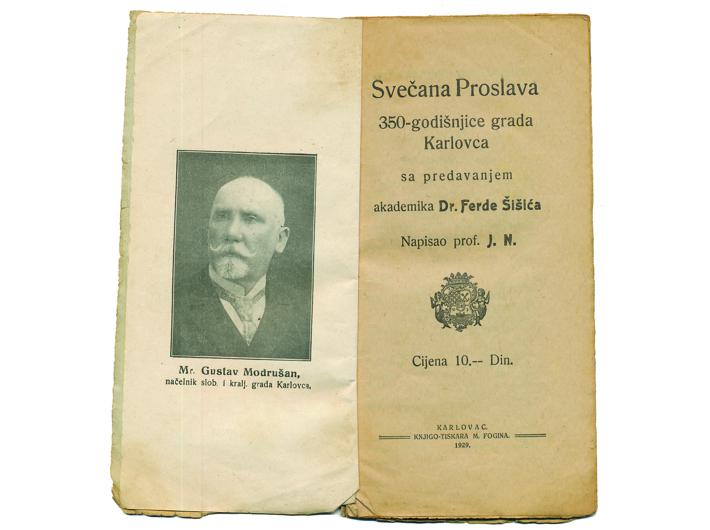 Mr. Gustav Modrušan,
načelnik slob. i kralj. grada Karlovca.
Svečana Proslava
350-godišnjice grada
Karlovca
sa predavanjem
akademika Dr. Ferde Šišića
Napisao prof. J. N.
Cijena 10.-- Din.
KARLOVAC.
KNJIGO-TISKARA M. FOGINA.
1929.